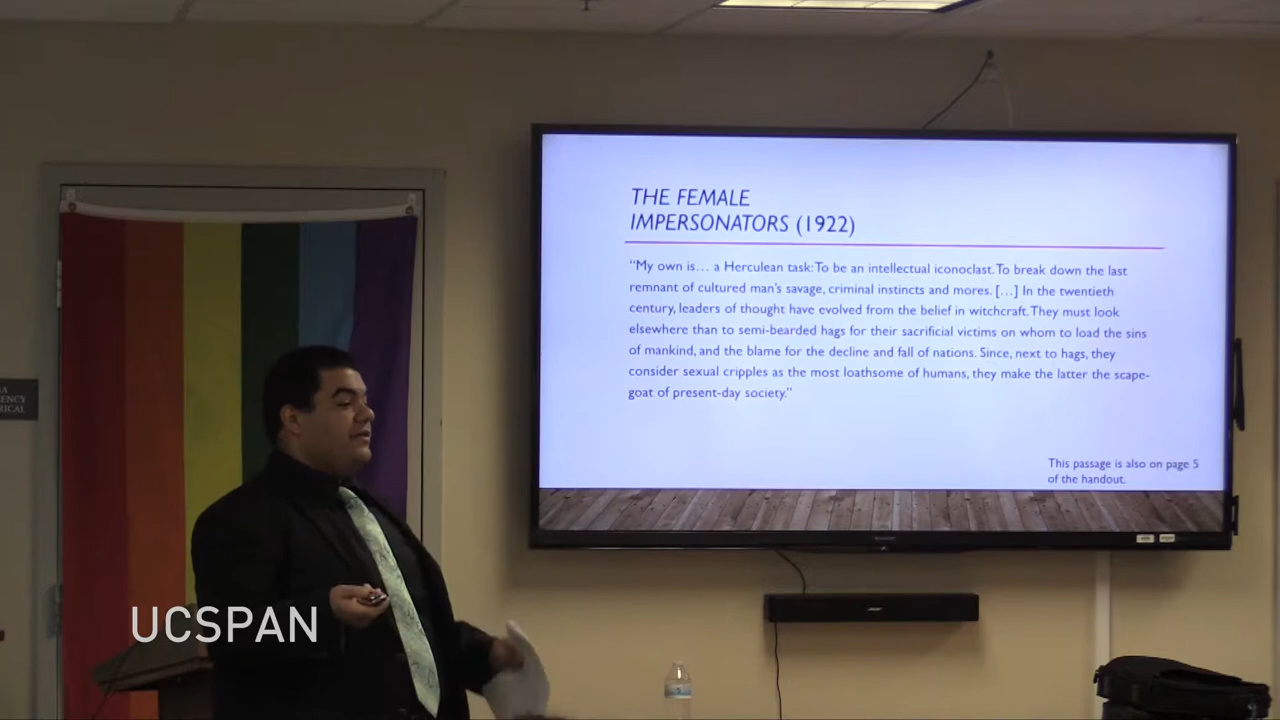 THE FEMALE
IMPERSONATORS (1922)
"My own is... a Herculean task: To be an intellectual iconoclast. To break down the last
remnant of cultured man's savage, criminal instincts and mores. [...] In the twentieth
century, leaders of thought have evolved from the belief in witchcraft. They must look
elsewhere than to semi-bearded hags for their sacrificial victims on whom to load the sins
of mankind, and the blame for the decline and fall of nations. Since, next to hags, they
consider sexual cripples as the most loathsome of humans, they make the latter the scape-
goat of present-day society."
This passage is also on page 5
of the handout.
UCSPAN
BOSE